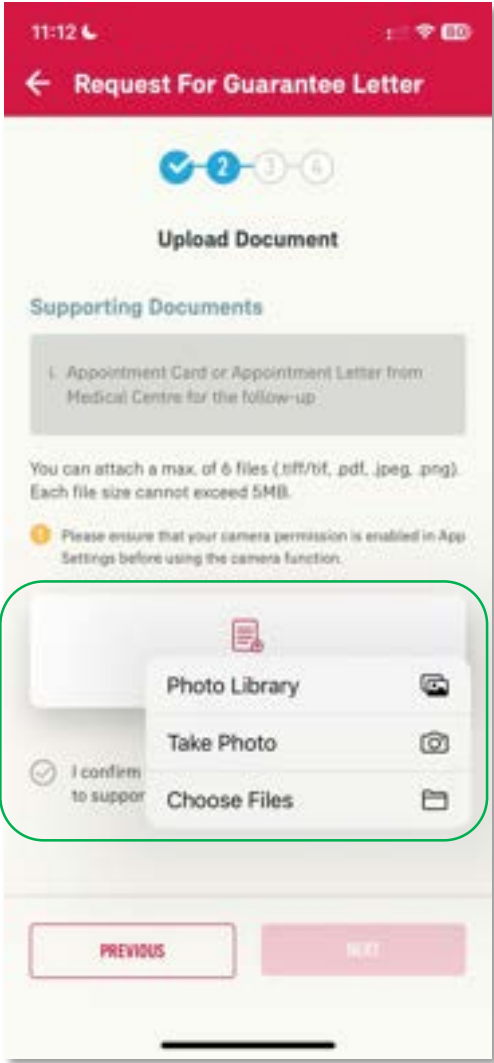 11:12
80
Request For Guarantee Letter
2 3 4
Upload Document
Supporting Documents
i. Appointment Card or Appointment Letter from
Medical Centre for the follow-up
You can attach a max. of 6 files (.tiff/tif, .pdf, .jpeg, .png).
Each file size cannot exceed 5MB.
Please ensure that your camera permission is enabled in App
Settings before using the camera function.
Photo Library
Take Photo
I confirm
to suppor
Choose Files
PREVIOUS
NEXT